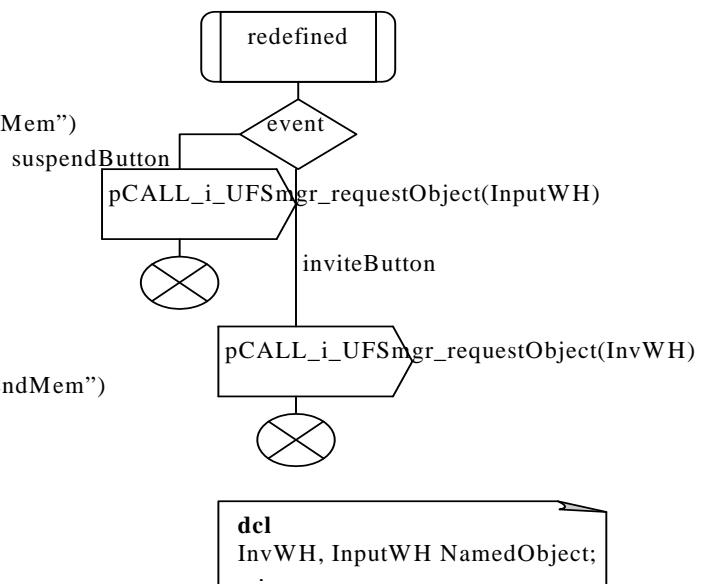 redefined
event
Mem”)
suspendButton
pCALL_i_UFSmgr_requestObject(InputWH)
inviteButton
pCALL_i_UFSmgr_requestObject(InvWH)
ndMem”)
dcl
InvWH, InputWH NamedObject;